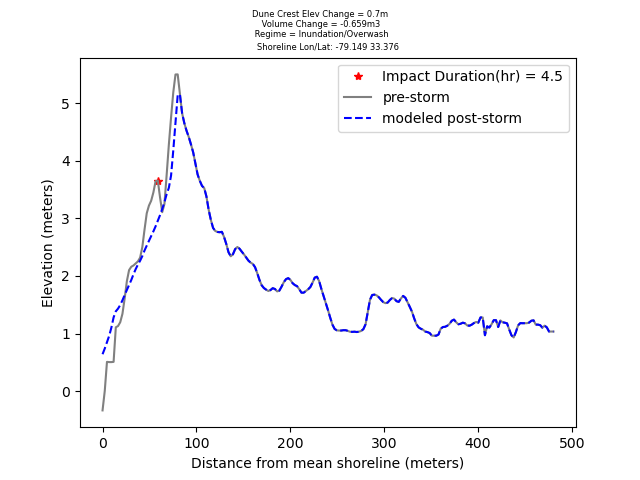 Dune Crest Elev Change = 0.7m
Volume Change = -0.659m3
Regime = Inundation/Overwash
Shoreline Lon/Lat: -79.149 33.376
Impact Duration(hr) = 4.5
pre-storm
modeled post-storm
Elevation (meters)
5
4
3
2
1
0
0 100 200 300 400 500
Distance from mean shoreline (meters)